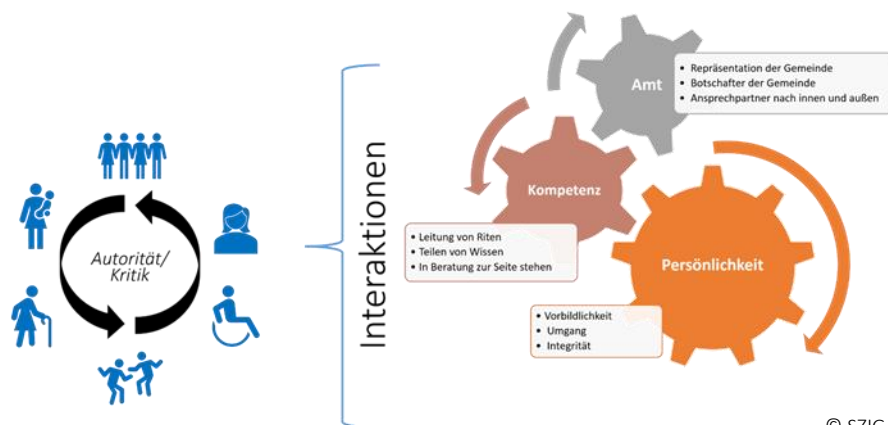 Autorität/
Kritik
Interaktionen
Amt
• Repräsentation der Gemeinde
• Botschafter der Gemeinde
• Ansprechpartner nach innen und außen
Kompetenz
• Leitung von Riten
• Teilen von Wissen
• In Beratung zur Seite stehen
Persönlichkeit
• Vorbildlichkeit
• Umgang
• Integrität